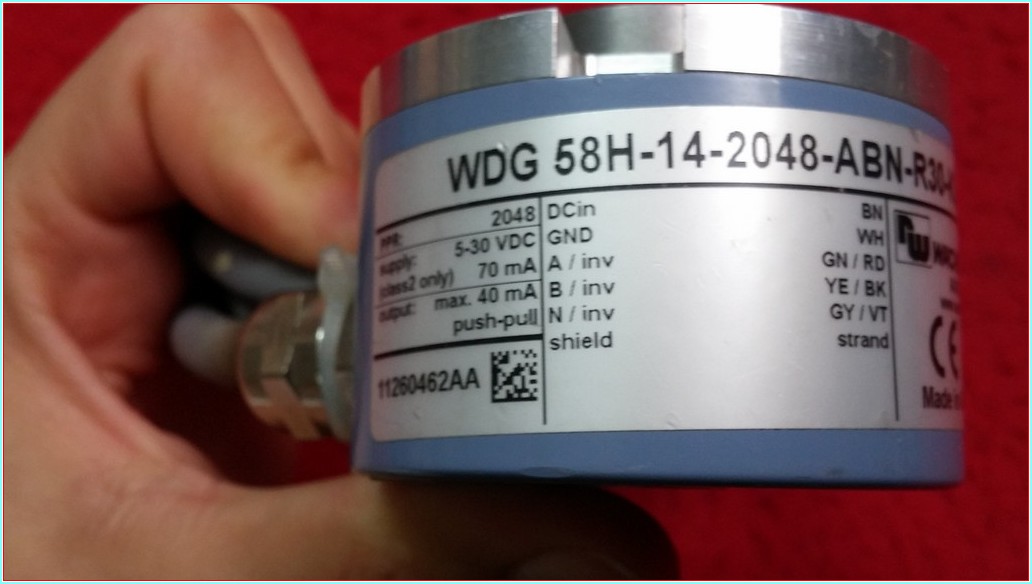 WDG 58H-14-2048-ABN-R30-
PPR: 2048
supply: 5-30 VDC
(class2 only) 70 mA
output: max. 40 mA
push-pull
11260462AA
DCin BN
GND WH
A / inv GN / RD
B / inv YE / BK
N / inv GY / VT
shield strand
CE
Made